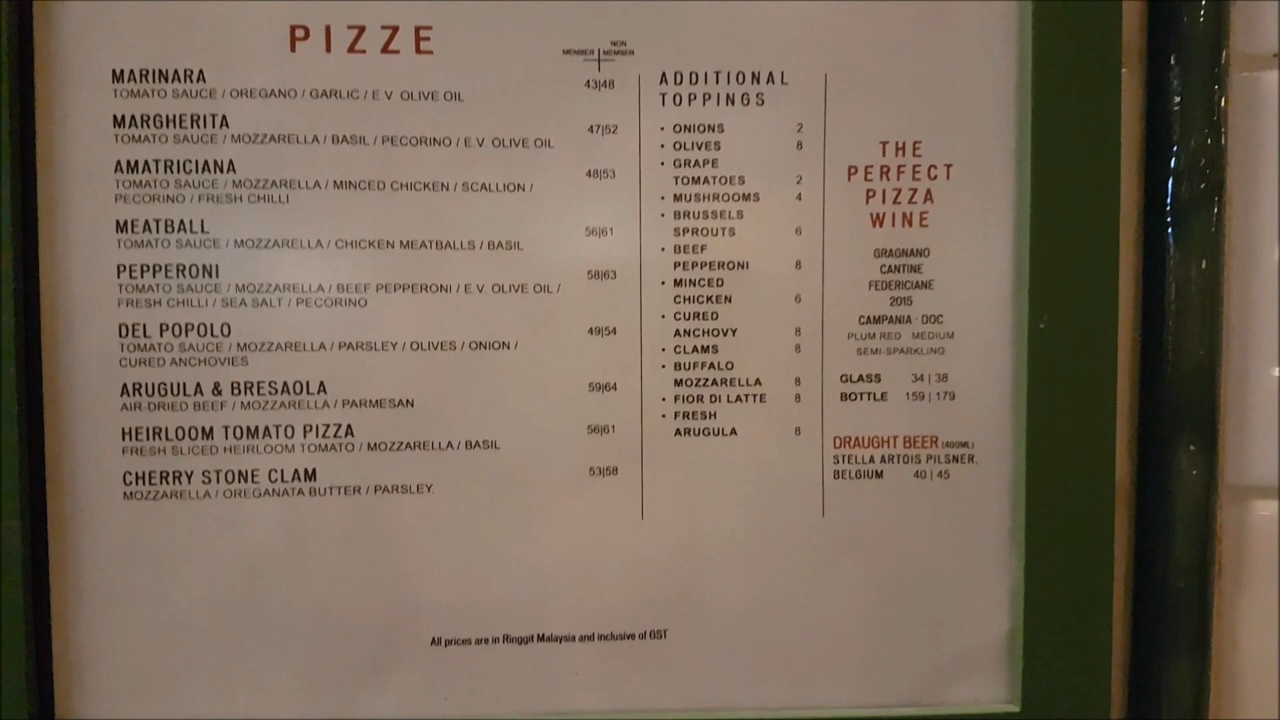 PIZZE
NON
MEMBER | MEMBER
MARINARA 43|48
TOMATO SAUCE / OREGANO / GARLIC / E.V. OLIVE OIL
MARGHERITA 47|52
TOMATO SAUCE / MOZZARELLA / BASIL / PECORINO / E.V. OLIVE OIL
AMATRICIANA 48|53
TOMATO SAUCE / MOZZARELLA / MINCED CHICKEN / SCALLION /
PECORINO / FRESH CHILLI
MEATBALL 56|61
TOMATO SAUCE / MOZZARELLA / CHICKEN MEATBALLS / BASIL
PEPPERONI 58|63
TOMATO SAUCE / MOZZARELLA / BEEF PEPPERONI / E.V. OLIVE OIL /
FRESH CHILLI / SEA SALT / PECORINO
DEL POPOLO 49|54
TOMATO SAUCE / MOZZARELLA / PARSLEY / OLIVES / ONION /
CURED ANCHOVIES
ARUGULA & BRESAOLA 59|64
AIR-DRIED BEEF / MOZZARELLA / PARMESAN
HEIRLOOM TOMATO PIZZA 56|61
FRESH SLICED HEIRLOOM TOMATO / MOZZARELLA / BASIL
CHERRY STONE CLAM 53|58
MOZZARELLA / OREGANATA BUTTER / PARSLEY.
ADDITIONAL
TOPPINGS
• ONIONS 2
• OLIVES 8
• GRAPE
TOMATOES 2
• MUSHROOMS 4
• BRUSSELS
SPROUTS 6
• BEEF
PEPPERONI 8
• MINCED
CHICKEN 6
• CURED
ANCHOVY 8
• CLAMS 8
• BUFFALO
MOZZARELLA 8
• FIOR DI LATTE 8
• FRESH
ARUGULA 8
THE
PERFECT
PIZZA
WINE
GRAGNANO
CANTINE
FEDERICIANE
2015
CAMPANIA - DOC
PLUM RED MEDIUM
SEMI-SPARKLING
GLASS 34 | 38
BOTTLE 159 | 179
DRAUGHT BEER (400ML)
STELLA ARTOIS PILSNER,
BELGIUM 40 | 45
All prices are in Ringgit Malaysia and inclusive of GST